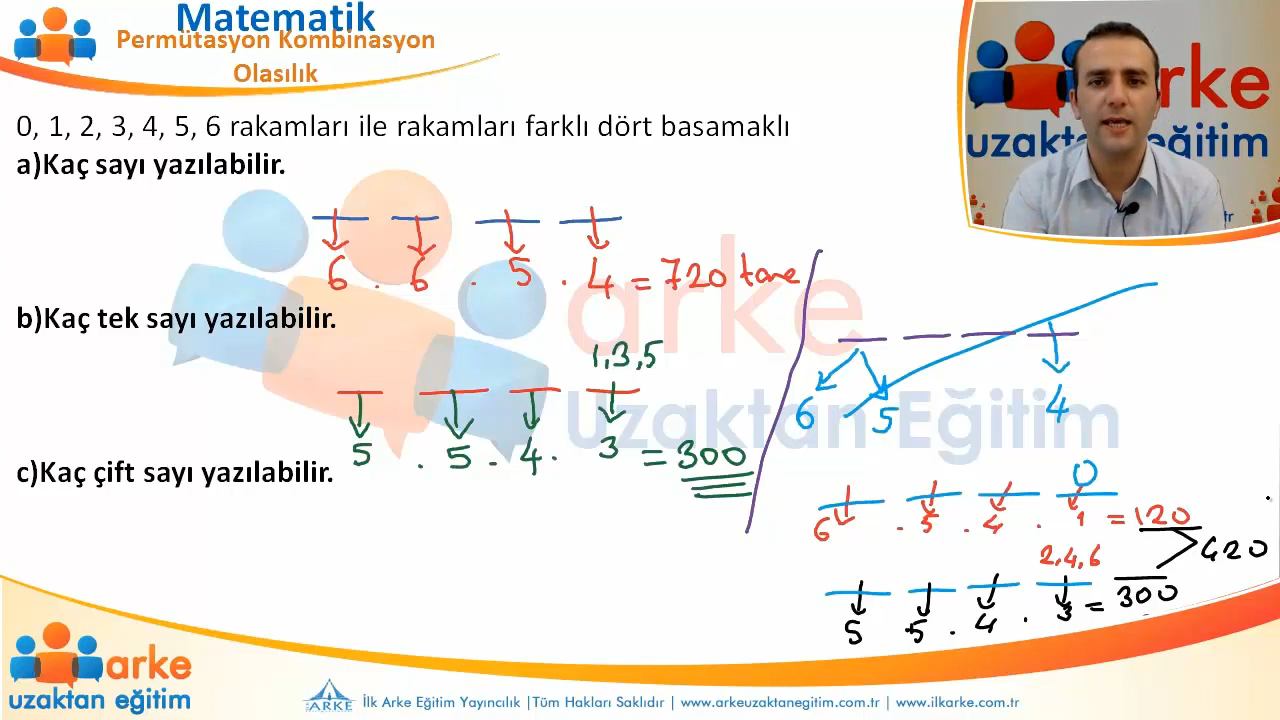 Matematik
Permütasyon Kombinasyon
Olasılık
arke
uzaktan eğitim
0, 1, 2, 3, 4, 5, 6 rakamları ile rakamları farklı dört basamaklı
a)Kaç sayı yazılabilir.
6 . 6 . 5 . 4 = 720 tane
b)Kaç tek sayı yazılabilir.
1,3,5
5 . 5 . 4 . 3 = 300
c)Kaç çift sayı yazılabilir.
arke
Uzaktan Eğitim
6 5 4
0
6 . 5 . 4 . 1 = 120
2,4,6
5 . 5 . 4 . 3 = 300
420
arke
uzaktan eğitim
ARKE
İlk Arke Eğitim Yayıncılık |Tüm Hakları Saklıdır | www.arkeuzaktanegitim.com.tr | www.ilkarke.com.tr